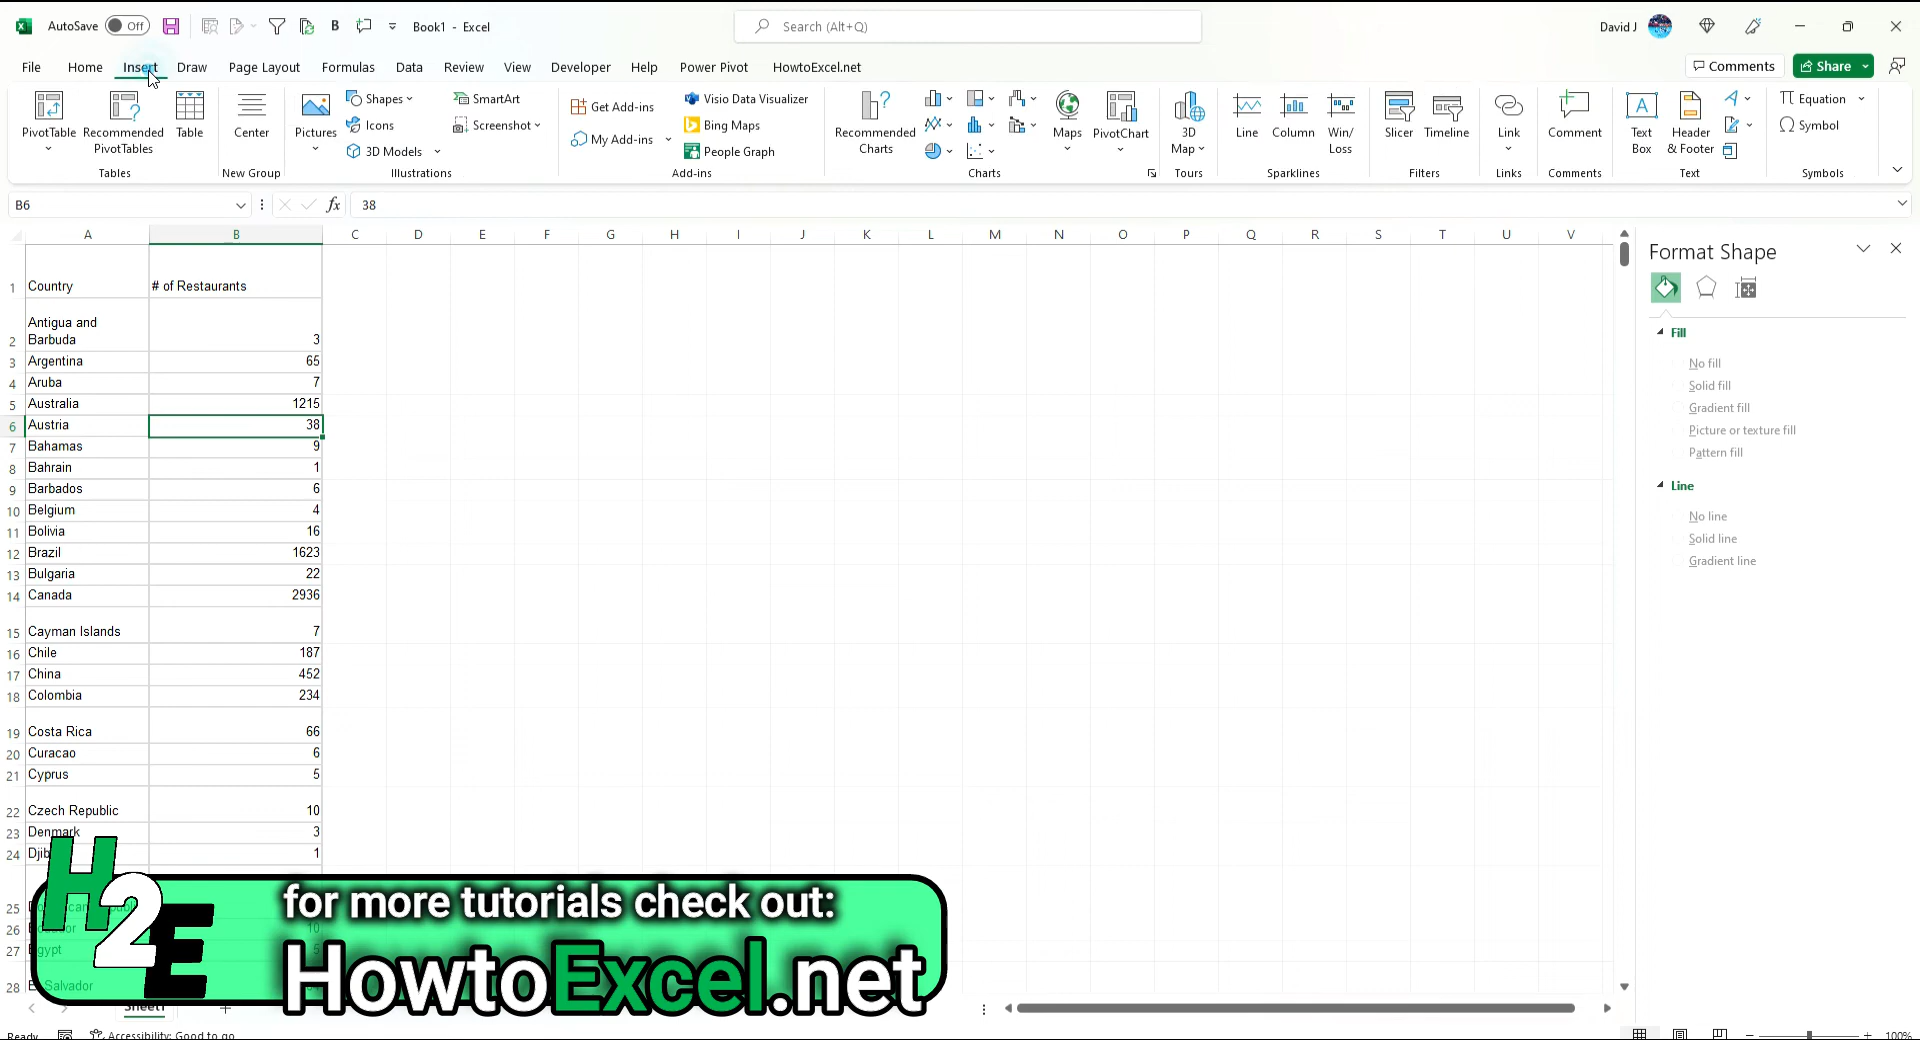 AutoSave Off B Book1 - Excel Search (Alt+Q) David J
File Home Insert Draw Page Layout Formulas Data Review View Developer Help Power Pivot HowtoExcel.net Comments Share
PivotTable
Recommended
PivotTables
Table
Tables
Center
New Group
Pictures
Shapes
Icons
3D Models
SmartArt
Screenshot
Illustrations
Get Add-ins
My Add-ins
Visio Data Visualizer
Bing Maps
People Graph
Add-ins
Recommended
Charts
Maps
PivotChart
Charts
3D
Map
Tours
Line
Column
Win/
Loss
Sparklines
Slicer
Timeline
Filters
Link
Links
Comment
Comments
Text
Box
Header
& Footer
Text
Equation
Symbol
Symbols
B6 fx 38
A B C D E F G H I J K L M N O P Q R S T U V
1 Country # of Restaurants
Antigua and
2 Barbuda 3
3 Argentina 65
4 Aruba 7
5 Australia 1215
6 Austria 38
7 Bahamas 9
8 Bahrain 1
9 Barbados 6
10 Belgium 4
11 Bolivia 16
12 Brazil 1623
13 Bulgaria 22
14 Canada 2936
15 Cayman Islands 7
16 Chile 187
17 China 452
18 Colombia 234
19 Costa Rica 66
20 Curacao 6
21 Cyprus 5
22 Czech Republic 10
23 Denmark 3
24 1
25
26 10
27 Egypt 5
28 El Salvador
Format Shape
Fill
No fill
Solid fill
Gradient fill
Picture or texture fill
Pattern fill
Line
No line
Solid line
Gradient line
H2E
for more tutorials check out:
HowtoExcel.net
Sheet1
Ready Accessibility: Good to go 100%